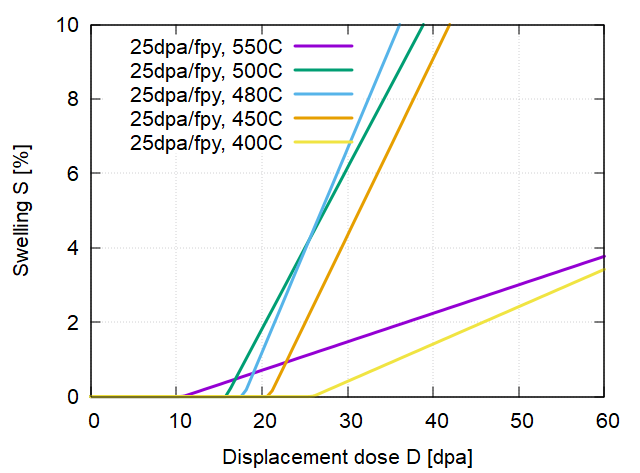 10
8
6
4
2
0
Swelling S [%]
25dpa/fpy, 550C
25dpa/fpy, 500C
25dpa/fpy, 480C
25dpa/fpy, 450C
25dpa/fpy, 400C
0 10 20 30 40 50 60
Displacement dose D [dpa]